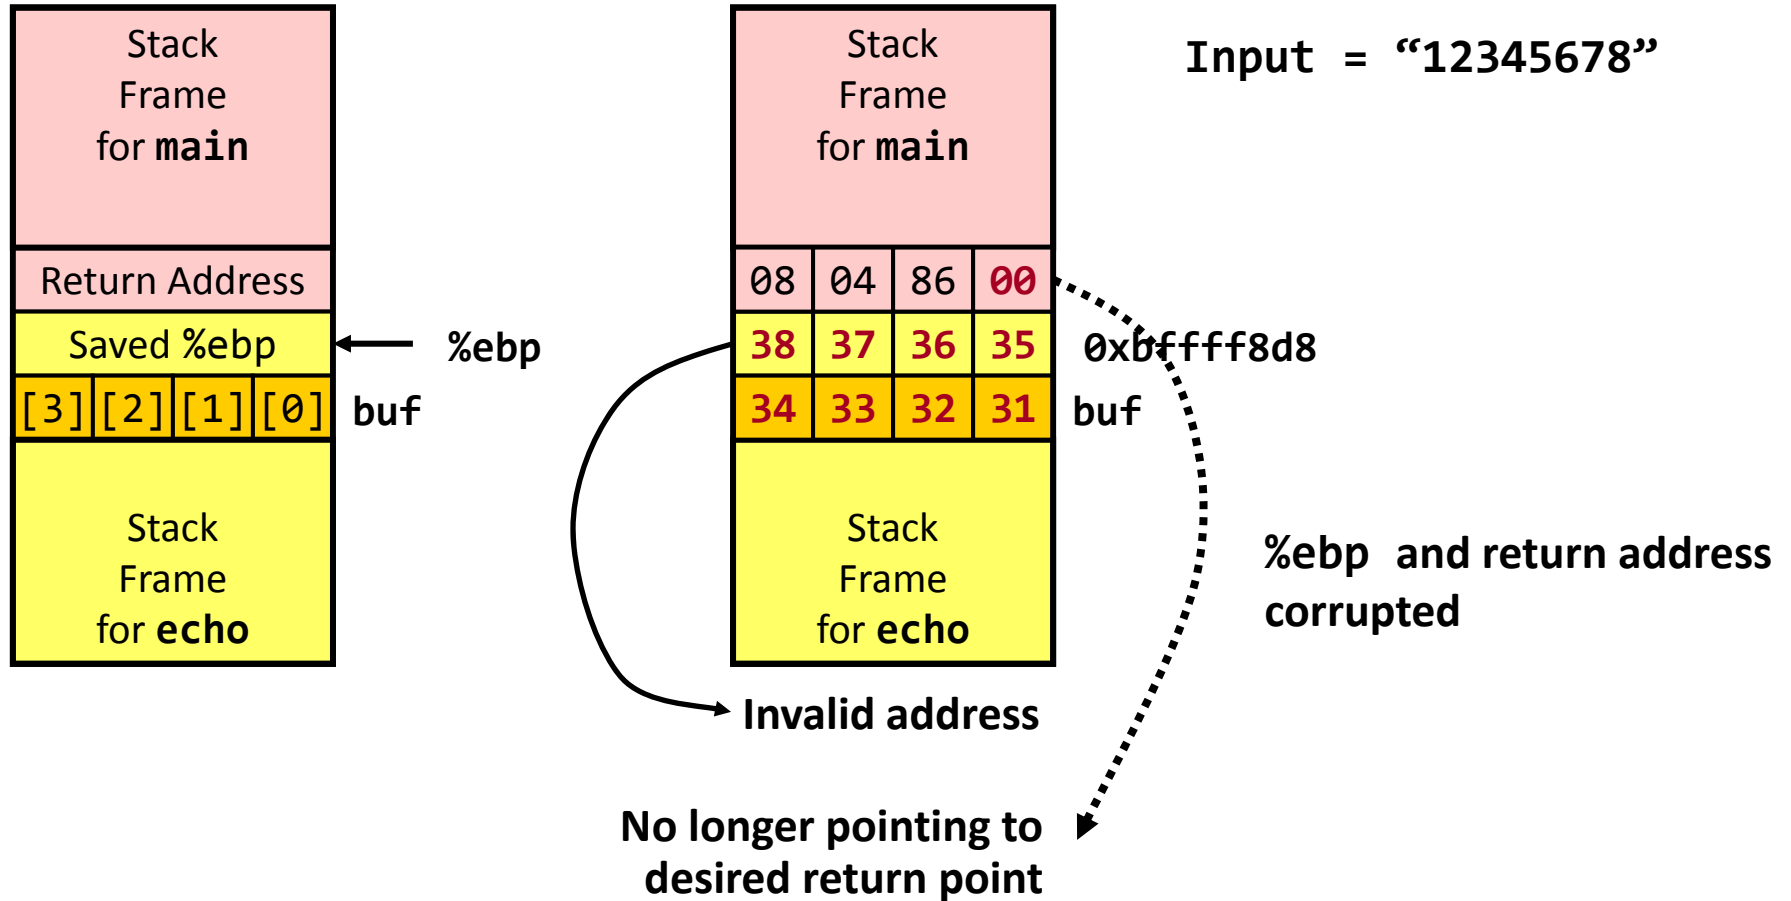 Stack
Frame
for main
Return Address
Saved %ebp
%ebp
[3] [2] [1] [0]
buf
Stack
Frame
for echo
Stack
Frame
for main
08 04 86 00
38 37 36 35
0xbffff8d8
34 33 32 31
buf
Stack
Frame
for echo
Invalid address
No longer pointing to
desired return point
Input = “12345678”
%ebp and return address
corrupted